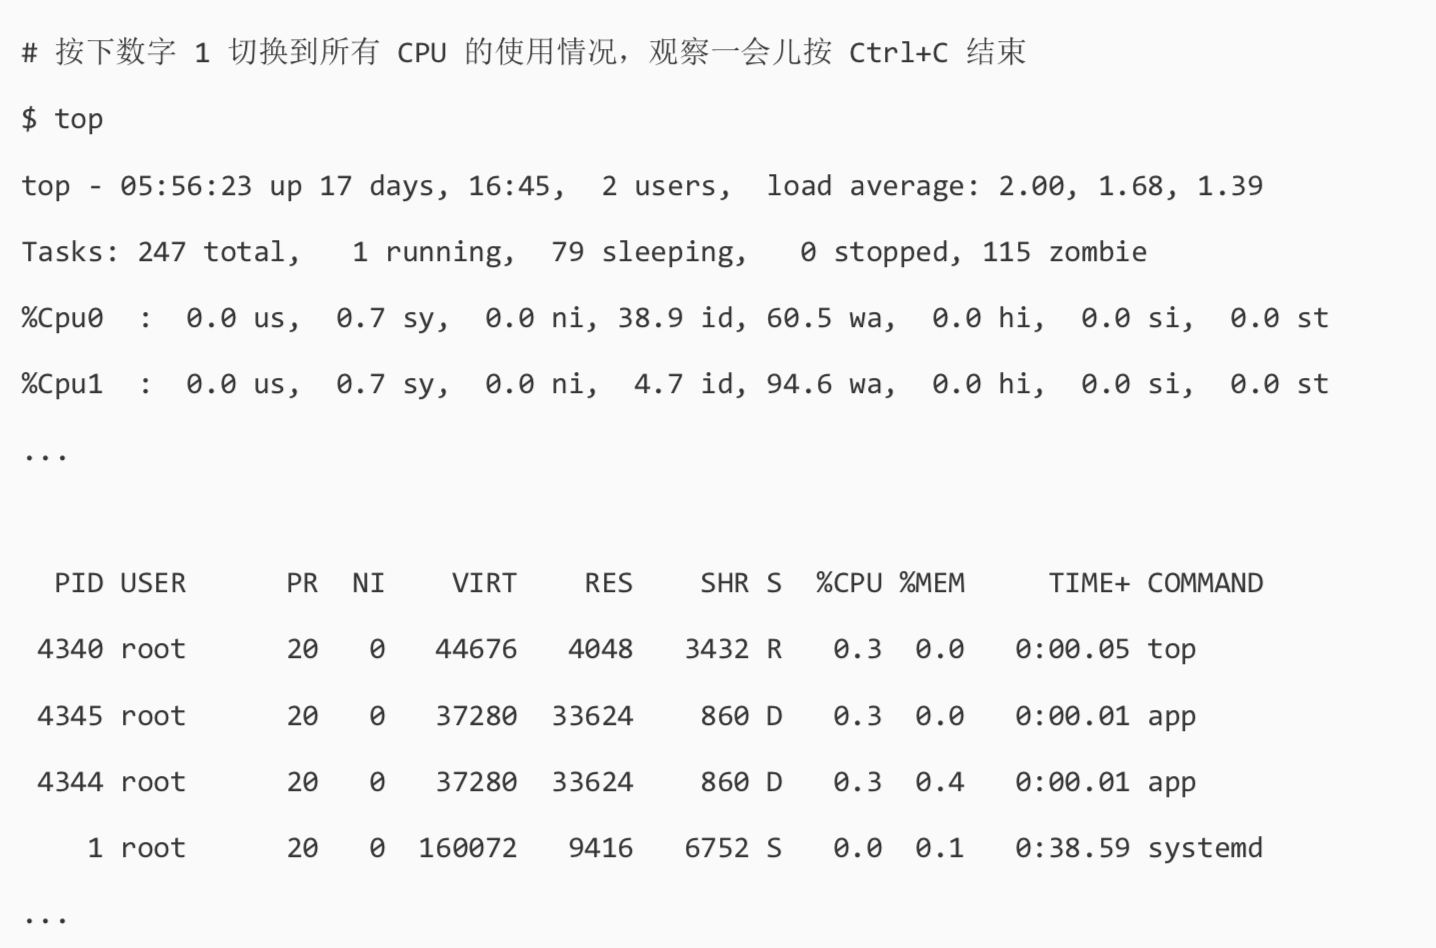 # 按下数字 1 切换到所有 CPU 的使用情况，观察一会儿按 Ctrl+C 结束
$ top
top - 05:56:23 up 17 days, 16:45,  2 users,  load average: 2.00, 1.68, 1.39
Tasks: 247 total,   1 running,  79 sleeping,   0 stopped, 115 zombie
%Cpu0  :  0.0 us,  0.7 sy,  0.0 ni, 38.9 id, 60.5 wa,  0.0 hi,  0.0 si,  0.0 st
%Cpu1  :  0.0 us,  0.7 sy,  0.0 ni,  4.7 id, 94.6 wa,  0.0 hi,  0.0 si,  0.0 st
...
  PID USER      PR  NI    VIRT    RES    SHR S  %CPU %MEM     TIME+ COMMAND
 4340 root      20   0   44676   4048   3432 R   0.3  0.0   0:00.05 top
 4345 root      20   0   37280  33624    860 D   0.3  0.0   0:00.01 app
 4344 root      20   0   37280  33624    860 D   0.3  0.4   0:00.01 app
    1 root      20   0  160072   9416   6752 S   0.0  0.1   0:38.59 systemd
...